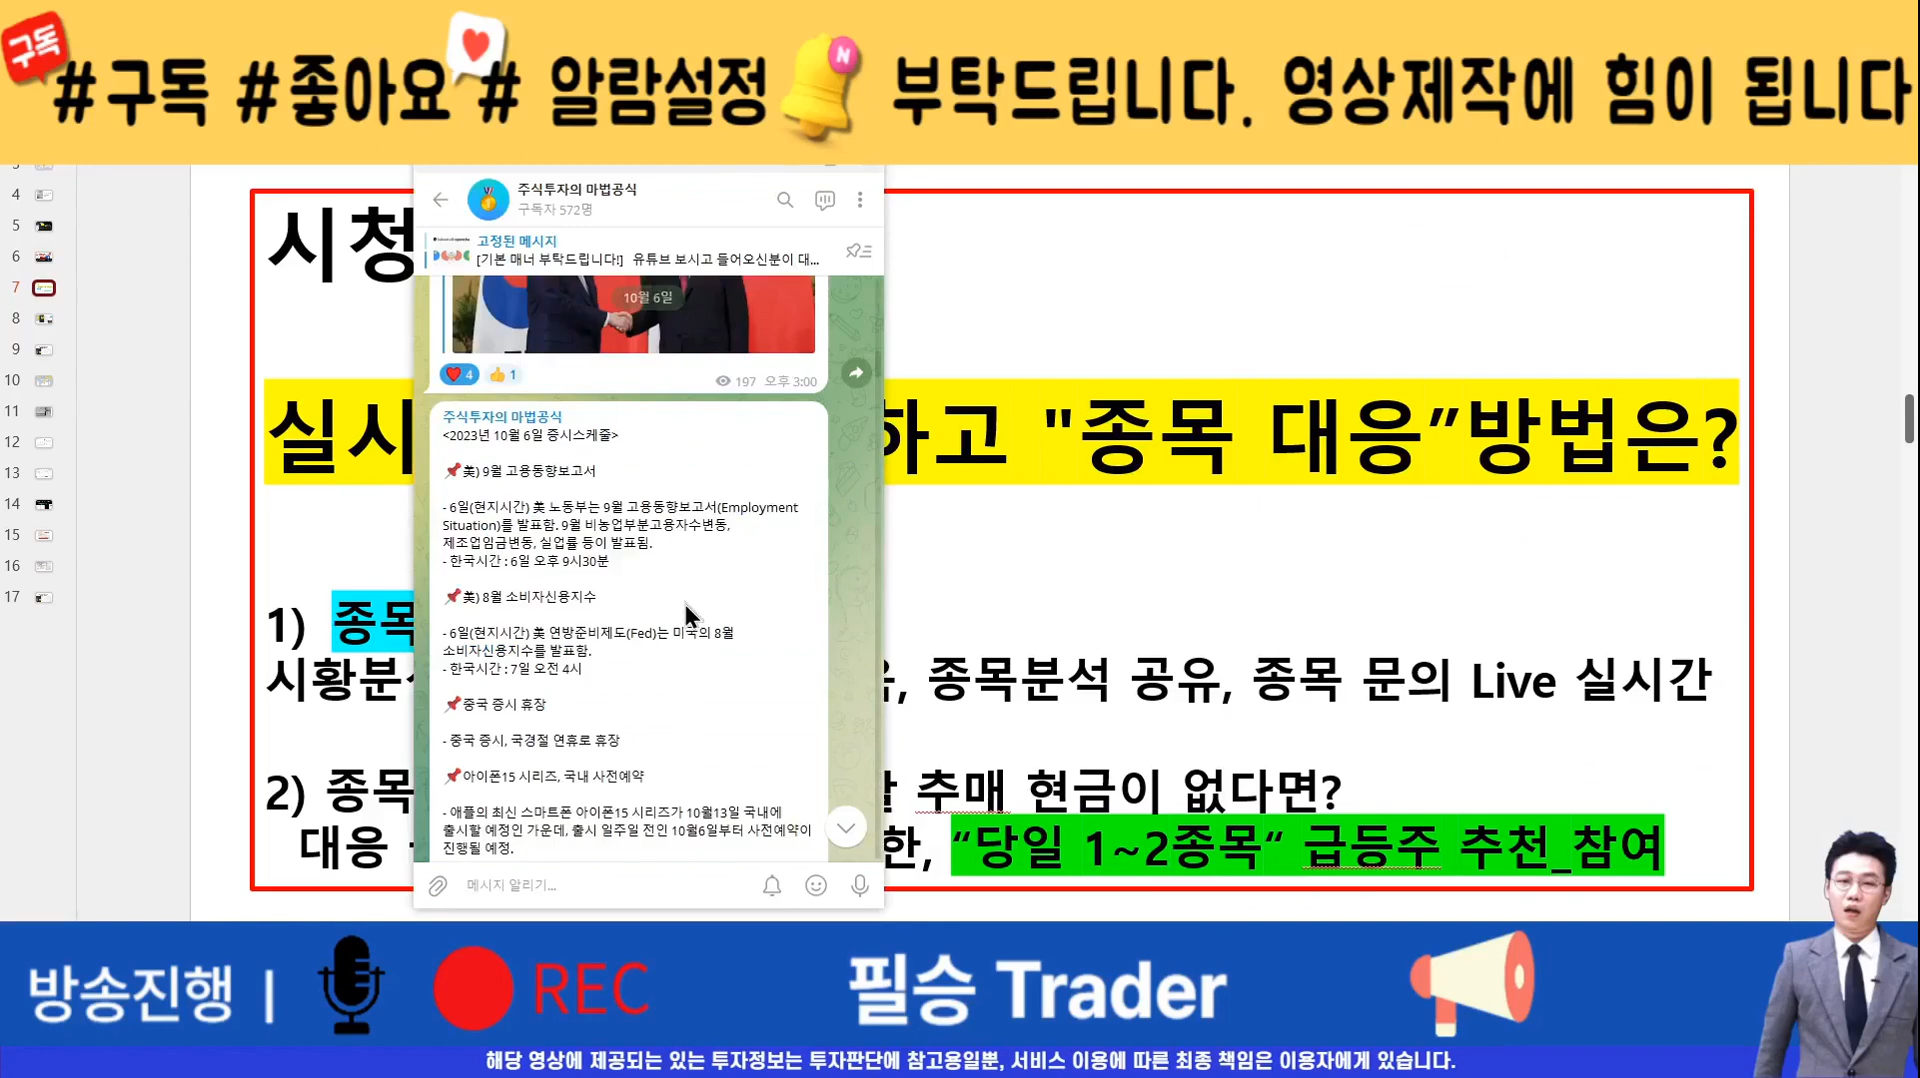 구독
#구독 #좋아요 # 알람설정 N 부탁드립니다. 영상제작에 힘이 됩니다
4
5
6
7
8
9
10
11
12
13
14
15
16
17
시청
실시 하고 "종목 대응”방법은?
1) 종목
시황분 종목분석 공유, 종목 문의 Live 실시간
2) 종목 추매 현금이 없다면?
대응 한, “당일 1~2종목“ 급등주 추천_참여
주식투자의 마법공식
구독자 572명
고정된 메시지
[기본 매너 부탁드립니다!] 유튜브 보시고 들어오신분이 대...
10월 6일
4 1
197 오후 3:00
주식투자의 마법공식
<2023년 10월 6일 증시스케줄>
📌美) 9월 고용동향보고서
- 6일(현지시간) 美 노동부는 9월 고용동향보고서(Employment
Situation)를 발표함. 9월 비농업부분고용자수변동,
제조업임금변동, 실업률 등이 발표됨.
- 한국시간 : 6일 오후 9시30분
📌美) 8월 소비자신용지수
- 6일(현지시간) 美 연방준비제도(Fed)는 미국의 8월
소비자신용지수를 발표함.
- 한국시간 : 7일 오전 4시
📌중국 증시 휴장
- 중국 증시, 국경절 연휴로 휴장
📌아이폰15 시리즈, 국내 사전예약
- 애플의 최신 스마트폰 아이폰15 시리즈가 10월13일 국내에
출시할 예정인 가운데, 출시 일주일 전인 10월6일부터 사전예약이
진행될 예정.
메시지 알리기...
방송진행 | REC 필승 Trader
해당 영상에 제공되는 있는 투자정보는 투자판단에 참고용일뿐, 서비스 이용에 따른 최종 책임은 이용자에게 있습니다.